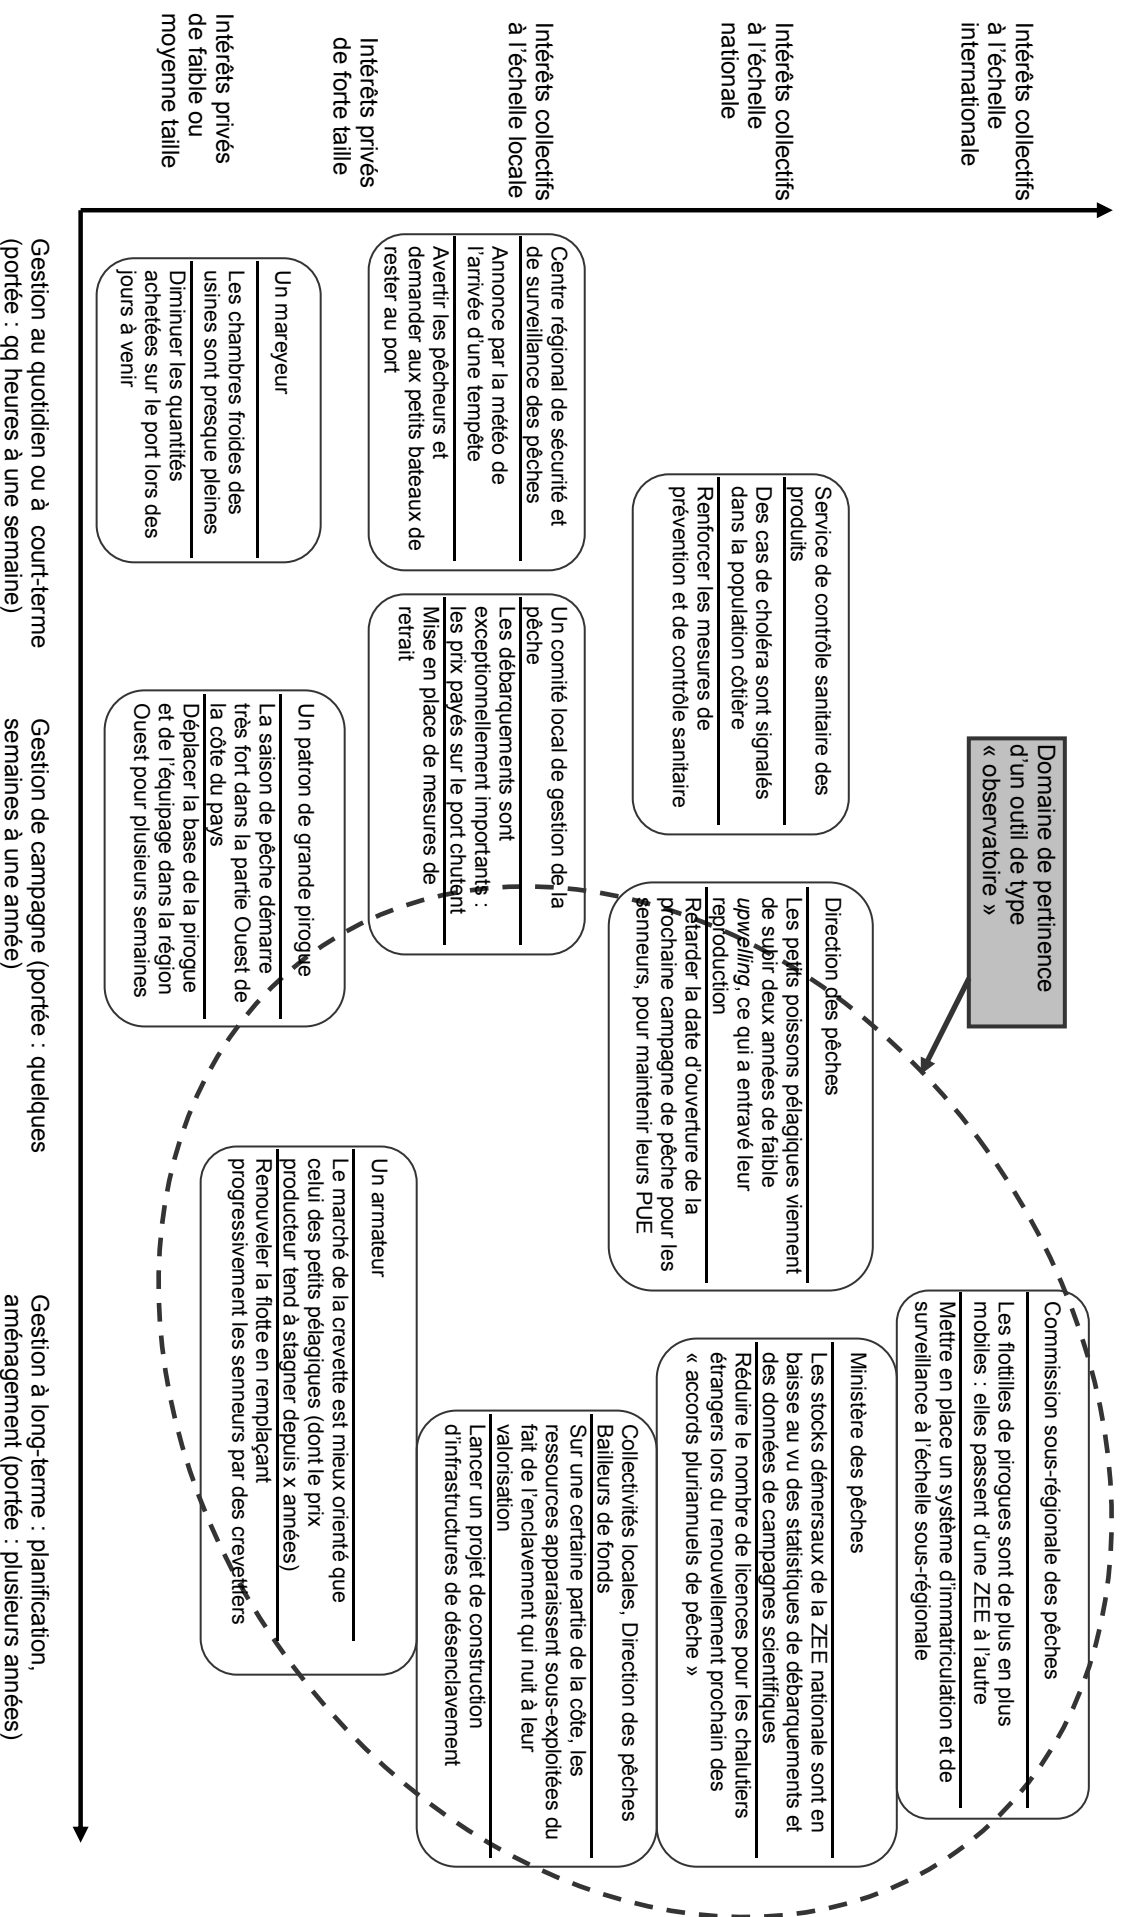 Intérêts collectifs
à l'échelle
internationale
Intérêts collectifs
à l'échelle
nationale
Intérêts collectifs
à l'échelle locale
Intérêts privés
de forte taille
Intérêts privés
de faible ou
moyenne taille
Domaine de pertinence
d'un outil de type
« observatoire »
Commission sous-régionale des pêches
Les flottilles de pirogues sont de plus en plus
mobiles : elles passent d'une ZEE à l'autre
Mettre en place un système d'immatriculation et de
surveillance à l'échelle sous-régionale
Service de contrôle sanitaire des
produits
Des cas de choléra sont signalés
dans la population côtière
Renforcer les mesures de
prévention et de contrôle sanitaire
Direction des pêches
Les petits poissons pélagiques viennent
de subir deux années de faible
upwelling, ce qui a entravé leur
reproduction
Retarder la date d'ouverture de la
prochaine campagne de pêche pour les
senneurs, pour maintenir leurs PUE
Ministère des pêches
Les stocks démersaux de la ZEE nationale sont en
baisse au vu des statistiques de débarquements et
des données de campagnes scientifiques
Réduire le nombre de licences pour les chalutiers
étrangers lors du renouvellement prochain des
« accords pluriannuels de pêche »
Centre régional de sécurité et
de surveillance des pêches
Annonce par la météo de
l'arrivée d'une tempête
Avertir les pêcheurs et
demander aux petits bateaux de
rester au port
Un comité local de gestion de la
pêche
Les débarquements sont
exceptionnellement importants :
les prix payés sur le port chutent
Mise en place de mesures de
retrait
Collectivités locales, Direction des pêches
Bailleurs de fonds
Sur une certaine partie de la côte, les
ressources apparaissent sous-exploitées du
fait de l'enclavement qui nuit à leur
valorisation
Lancer un projet de construction
d'infrastructures de désenclavement
Un mareyeur
Les chambres froides des
usines sont presque pleines
Diminuer les quantités
achetées sur le port lors des
jours à venir
Un patron de grande pirogue
La saison de pêche démarre
très fort dans la partie Ouest de
la côte du pays
Déplacer la base de la pirogue
et de l'équipage dans la région
Ouest pour plusieurs semaines
Un armateur
Le marché de la crevette est mieux orienté que
celui des petits pélagiques (dont le prix
producteur tend à stagner depuis x années)
Renouveler la flotte en remplaçant
progressivement les senneurs par des crevettiers
Gestion au quotidien ou à court-terme
(portée : qq heures à une semaine)
Gestion de campagne (portée : quelques
semaines à une année)
Gestion à long-terme : planification,
aménagement (portée : plusieurs années)